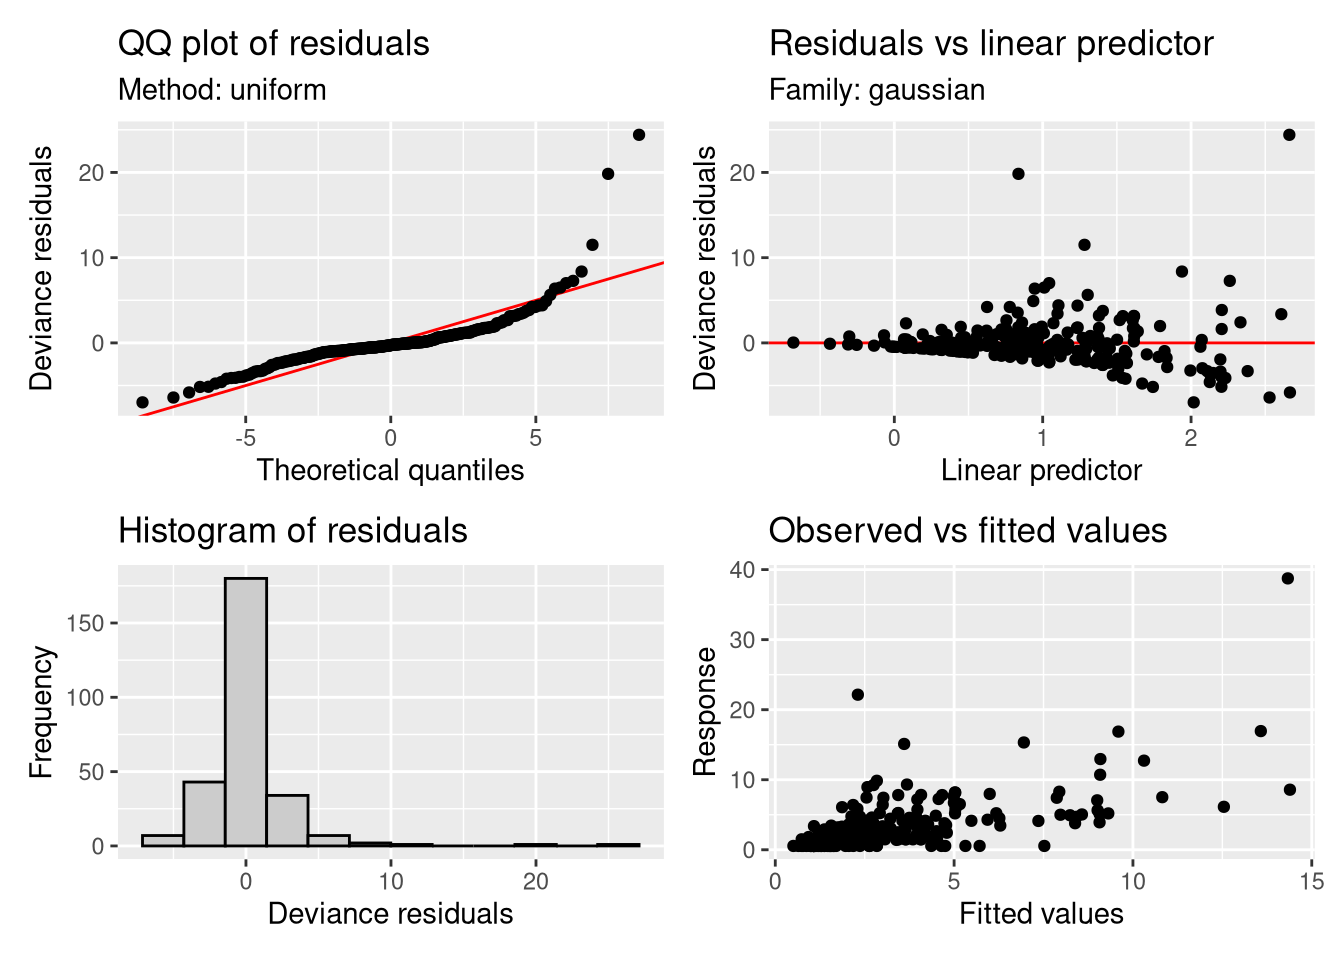 QQ plot of residuals
Method: uniform
Deviance residuals
20
10
0
-5
0
5
Theoretical quantiles
Residuals vs linear predictor
Family: gaussian
Deviance residuals
20
10
0
0
1
2
Linear predictor
Histogram of residuals
Frequency
150
100
50
0
0
10
20
Deviance residuals
Observed vs fitted values
Response
40
30
20
10
0
0
5
10
15
Fitted values